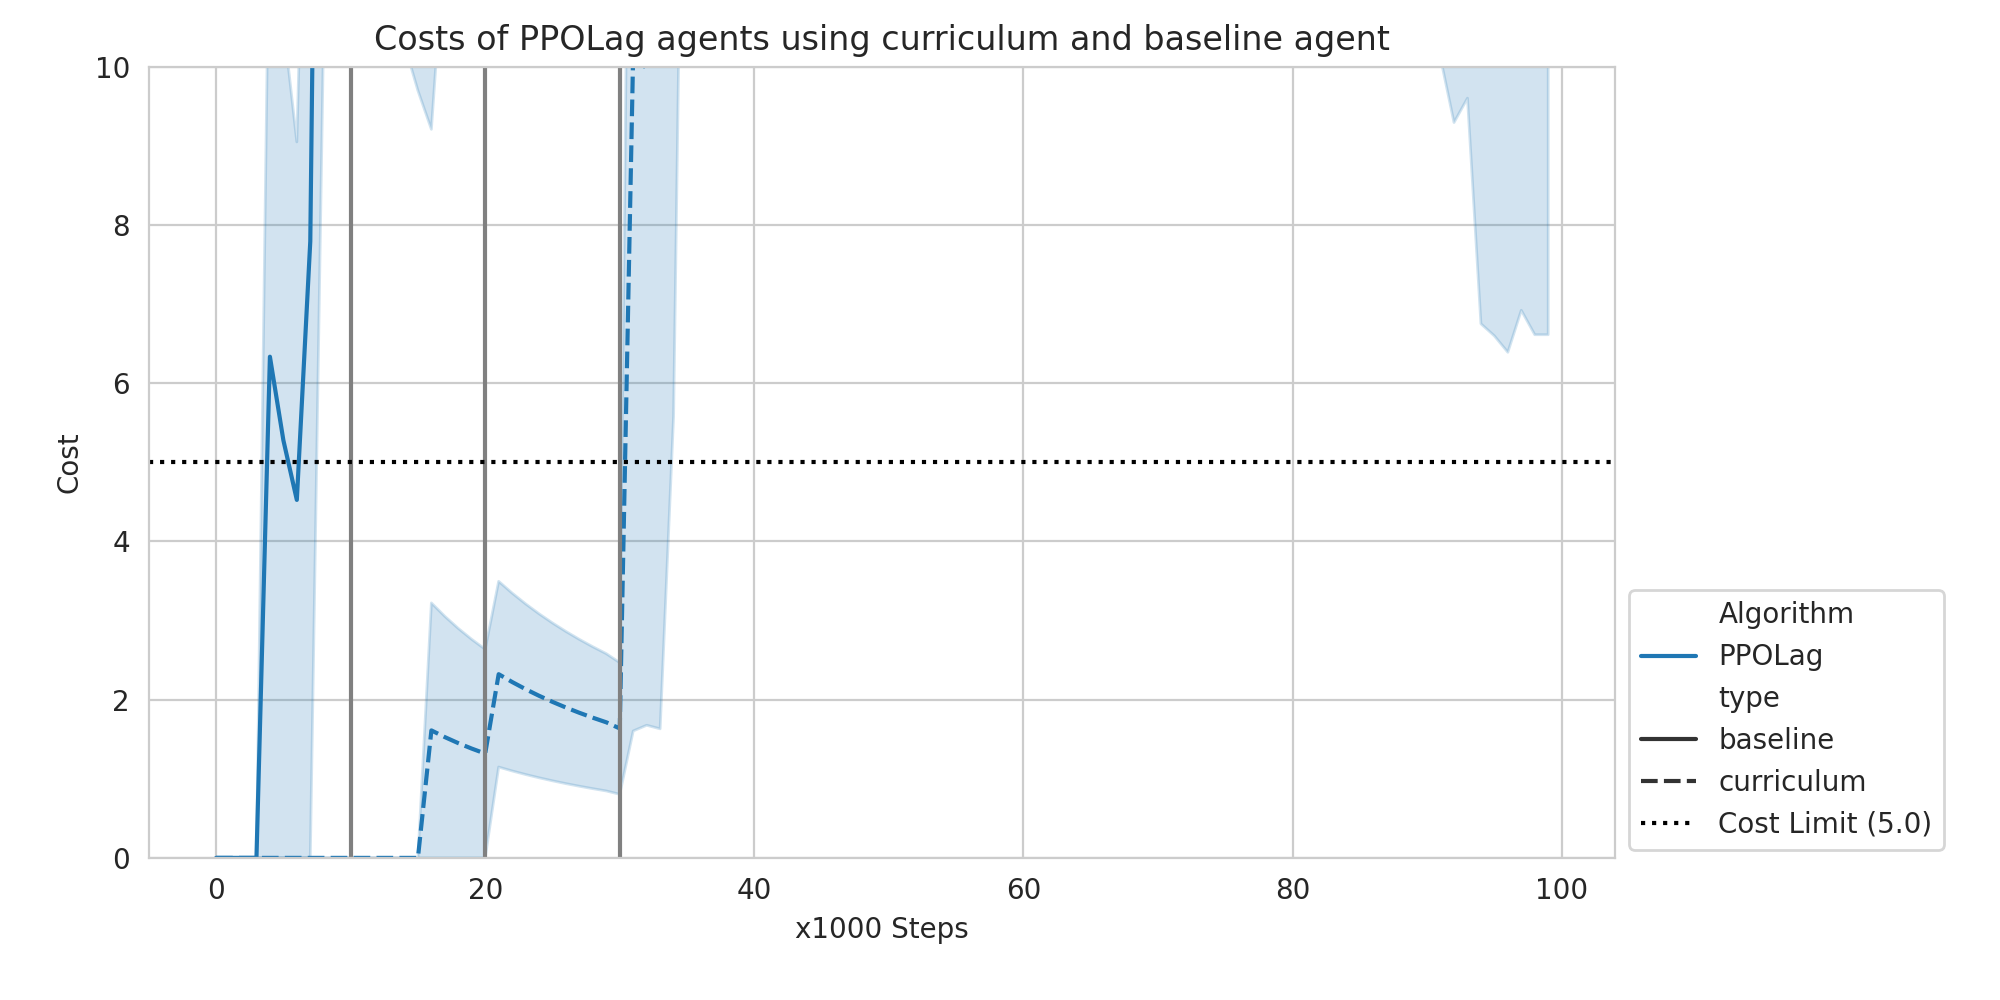 Costs of PPOLag agents using curriculum and baseline agent
10
8
6
4
2
0
Cost
0 20 40 60 80 100
x1000 Steps
Algorithm
PPOLag
type
baseline
curriculum
Cost Limit (5.0)